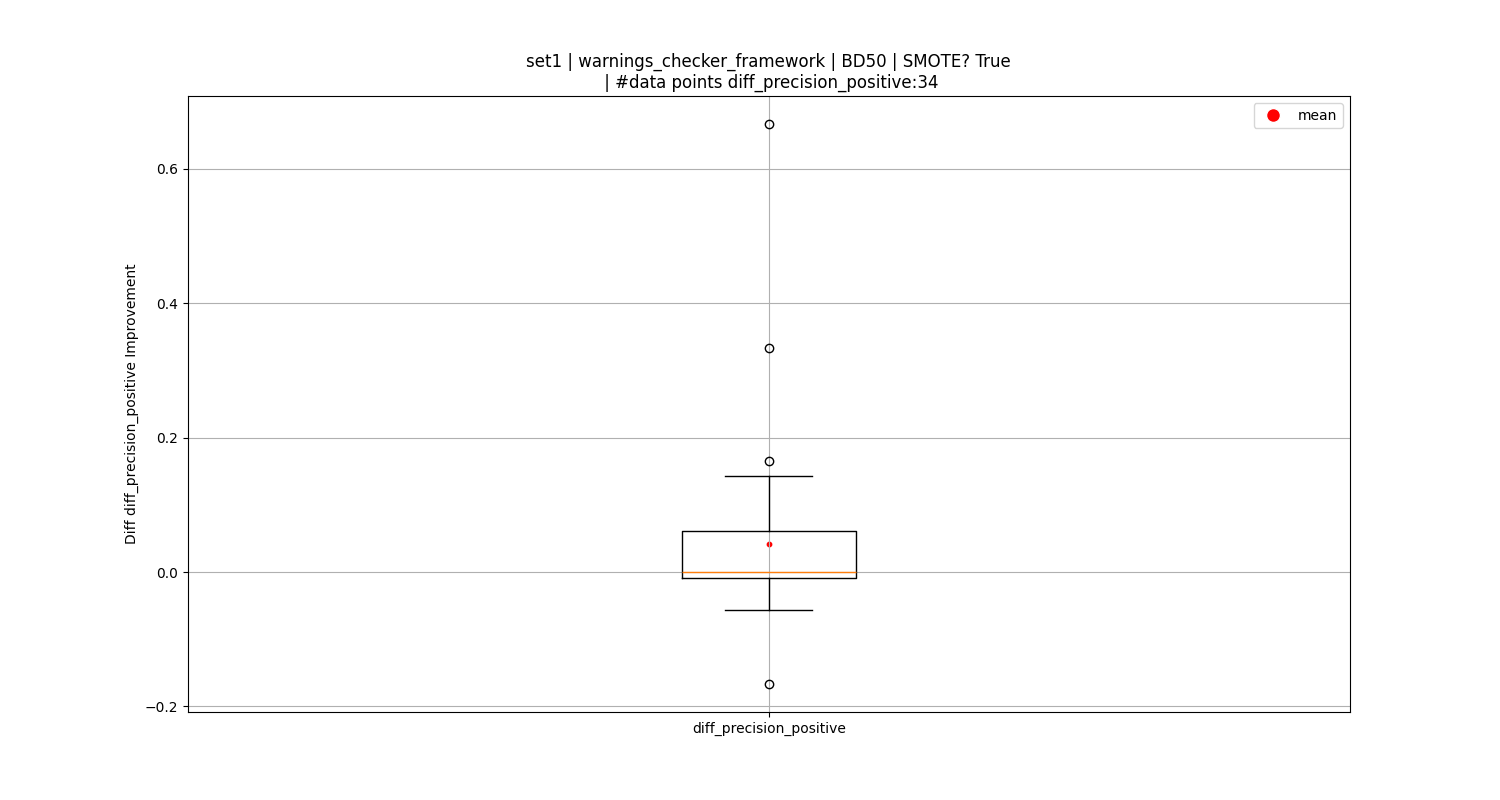 set1 | warnings_checker_framework | BD50 | SMOTE? True
| #data points diff_precision_positive:34
mean
Diff diff_precision_positive Improvement
0.6
0.4
0.2
0.0
−0.2
diff_precision_positive